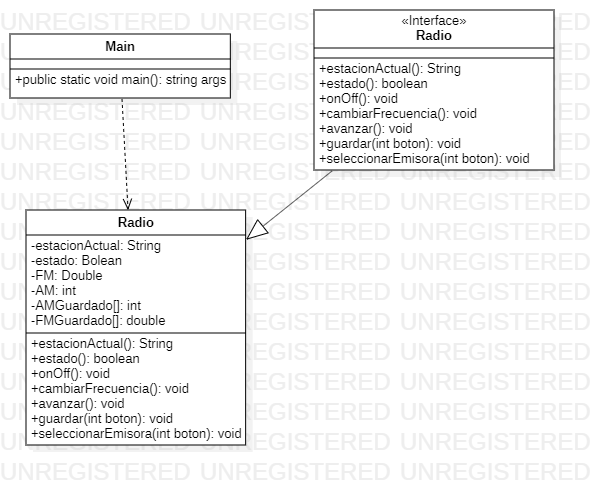 Main
+public static void main(): string args
«Interface»
Radio
+estacionActual(): String
+estado(): boolean
+onOff(): void
+cambiarFrecuencia(): void
+avanzar(): void
+guardar(int boton): void
+seleccionarEmisora(int boton): void
Radio
-estacionActual: String
-estado: Bolean
-FM: Double
-AM: int
-AMGuardado[]: int
-FMGuardado[]: double
+estacionActual(): String
+estado(): boolean
+onOff(): void
+cambiarFrecuencia(): void
+avanzar(): void
+guardar(int boton): void
+seleccionarEmisora(int boton): void
UNREGISTERED